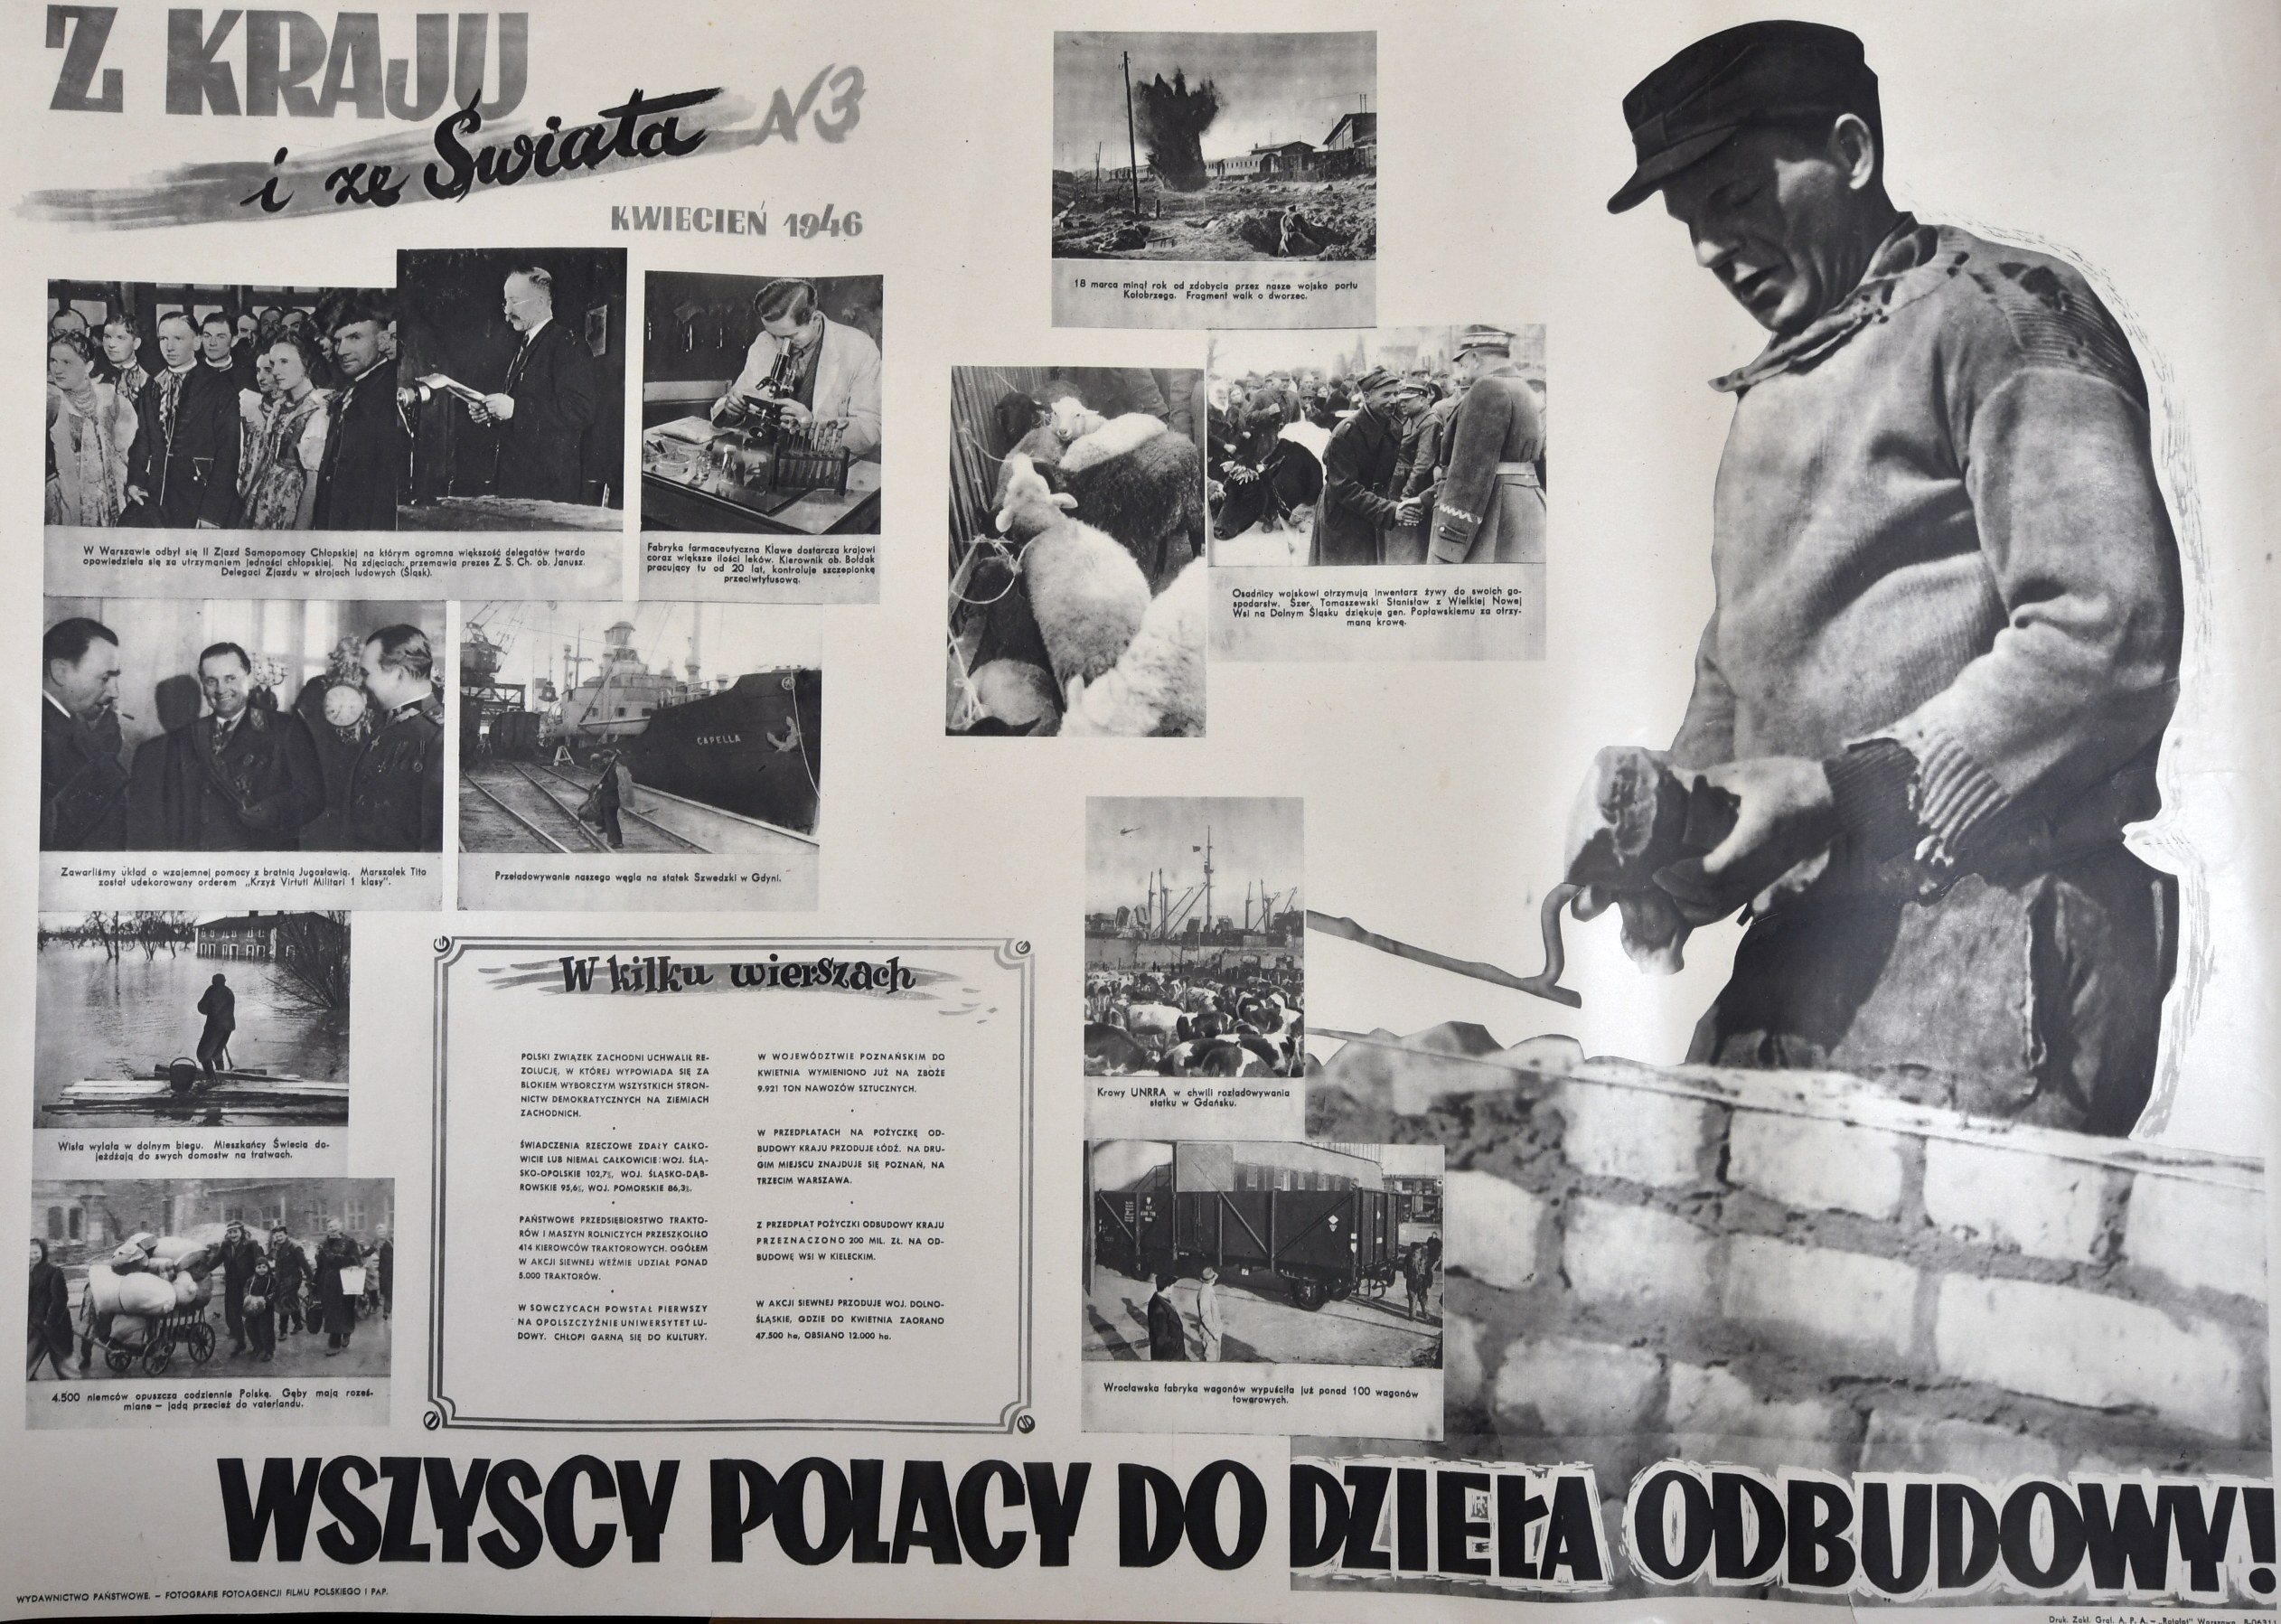 Z KRAJU
i ze Świata N3
KWIECIEŃ 1946
W Warszawie odbył się II Zjazd Samopomocy Chłopskiej na którym ogromna większość delegatów twardo
opowiedziela się za utrzymaniem jedności chłopskiej. Na zdjęciach: przemawia prezes Z. S. Ch. ob. Janusz.
Delegaci Zjazdu w strojach ludowych (Śląsk).
Fabryka farmaceutyczna Klawe dostarcza krajowi
coraz większe ilości leków. Kierownik ob. Bołdak
pracujący tu od 20 lat, kontroluje szczepionkę
przeciwtyfusową.
Zawarliśmy układ o wzajemnej pomocy z bratnią Jugosławią. Marszałek Tito
został udekorowany orderem „Krzyż Virtuti Militari 1 klasy".
CAPELLA
Przeładowywanie naszego węgla na statek Szwedzki w Gdyni.
Wisła wylała w dolnym biegu. Mieszkańcy Świecia do-
jeżdżają do swych domostw na tratwach.
4.500 niemców opuszcza codziennie Polskę. Gęby mają roześ-
miane – jadą przecież do vaterlandu.
W kilku wierszach
POLSKI ZWIĄZEK ZACHODNI UCHWALIŁ RE-
ZOLUCJĘ, W KTÓREJ WYPOWIADA SIĘ ZA
BLOKIEM WYBORCZYM WSZYSTKICH STRON-
NICTW DEMOKRATYCZNYCH NA ZIEMIACH
ZACHODNICH.
ŚWIADCZENIA RZECZOWE ZDAŁY CAŁKO-
WICIE LUB NIEMAL CAŁKOWICIE: WOJ. ŚLĄ-
SKO-OPOLSKIE 102,7%, WOJ. ŚLĄSKO-DĄB-
ROWSKIE 95,6%, WOJ. POMORSKIE 86,3%.
PAŃSTWOWE PRZEDSIĘBIORSTWO TRAKTO-
RÓW I MASZYN ROLNICZYCH PRZESZKOLIŁO
414 KIEROWCÓW TRAKTOROWYCH. OGÓŁEM
W AKCJI SIEWNEJ WEŹMIE UDZIAŁ PONAD
5.000 TRAKTORÓW.
W SOWCZYCACH POWSTAŁ PIERWSZY
NA OPOLSZCZYŹNIE UNIWERSYTET LU-
DOWY. CHŁOPI GARNĄ SIĘ DO KULTURY.
W WOJEWÓDZTWIE POZNAŃSKIM DO
KWIETNIA WYMIENIONO JUŻ NA ZBOŻE
9.921 TON NAWOZÓW SZTUCZNYCH.
W PRZEDPŁATACH NA POŻYCZKĘ OD-
BUDOWY KRAJU PRZODUJE ŁÓDŹ. NA DRU-
GIM MIEJSCU ZNAJDUJE SIĘ POZNAŃ, NA
TRZECIM WARSZAWA.
Z PRZEDPŁAT POŻYCZKI ODBUDOWY KRAJU
PRZEZNACZONO 200 MIL. ZŁ. NA OD-
BUDOWĘ WSI W KIELECKIM.
W AKCJI SIEWNEJ PRZODUJE WOJ. DOLNO-
ŚLĄSKIE, GDZIE DO KWIETNIA ZAORANO
47.500 ha, OBSIANO 12.000 ha.
18 marca minął rok od zdobycia przez nasze wojsko portu
Kołobrzega. Fragment walk o dworzec.
Osadnicy wojskowi otrzymują inwentarz żywy do swoich go-
spodarstw. Szer. Tomaszewski Stanisław z Wielkiej Nowej
Wsi na Dolnym Śląsku dziękuje gen. Popławskiemu za otrzy-
maną krowę.
Krowy UNRRA w chwili rozładowywania
statku w Gdańsku.
Wrocławska fabryka wagonów wypuściła już ponad 100 wagonów
towarowych.
WSZYSCY POLACY DO DZIEŁA ODBUDOWY!
WYDAWNICTWO PAŃSTWOWE. – FOTOGRAFIE FOTOAGENCJI FILMU POLSKIEGO I PAP.
Druk. Zakł. Graf. A. P. A. – „Rotafot" Warszawa.